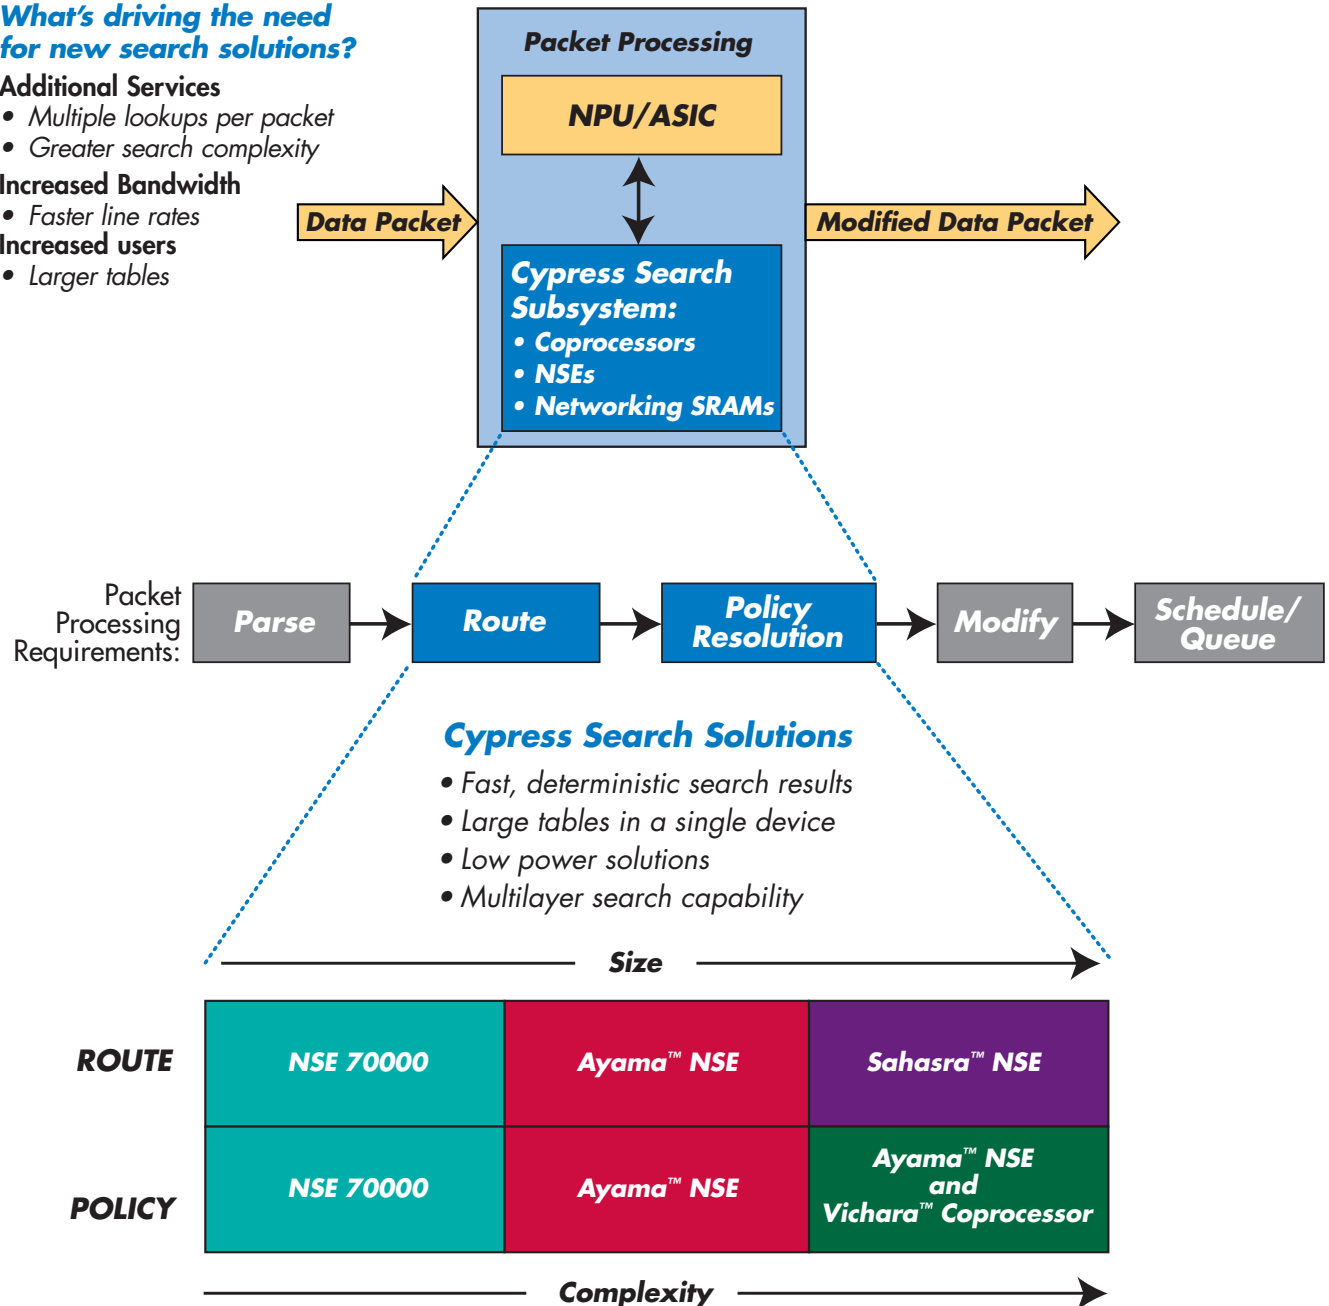 What's driving the need
for new search solutions?
Additional Services
• Multiple lookups per packet
• Greater search complexity
Increased Bandwidth
• Faster line rates
Increased users
• Larger tables
Packet Processing
NPU/ASIC
Data Packet
Modified Data Packet
Cypress Search
Subsystem:
• Coprocessors
• NSEs
• Networking SRAMs
Packet
Processing
Requirements:
Parse
Route
Policy
Resolution
Modify
Schedule/
Queue
Cypress Search Solutions
• Fast, deterministic search results
• Large tables in a single device
• Low power solutions
• Multilayer search capability
Size
ROUTE
NSE 70000
Ayama™ NSE
Sahasra™ NSE
POLICY
NSE 70000
Ayama™ NSE
Ayama™ NSE
and
Vichara™ Coprocessor
Complexity